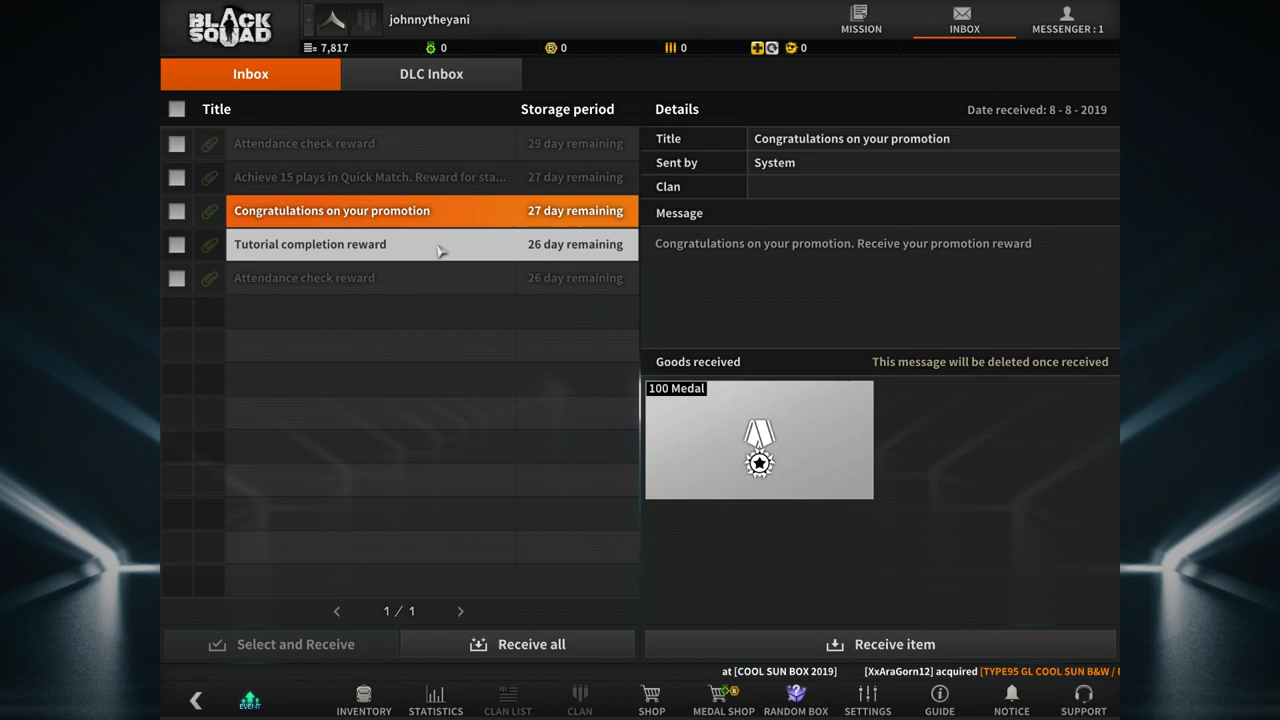 BLACK SQUAD
johnnytheyani
MISSION
INBOX
MESSENGER : 1
7,817
0
0
0
0
Inbox
DLC Inbox
Title
Storage period
Attendance check reward
29 day remaining
Achieve 15 plays in Quick Match. Reward for sta...
27 day remaining
Congratulations on your promotion
27 day remaining
Tutorial completion reward
26 day remaining
Attendance check reward
26 day remaining
1 / 1
Select and Receive
Receive all
Details
Date received: 8 - 8 - 2019
Title
Congratulations on your promotion
Sent by
System
Clan
Message
Congratulations on your promotion. Receive your promotion reward
Goods received
This message will be deleted once received
100 Medal
Receive item
at [COOL SUN BOX 2019] [XxAraGorn12] acquired [TYPE95 GL COOL SUN B&W /
EVENT
INVENTORY
STATISTICS
CLAN LIST
CLAN
SHOP
MEDAL SHOP
RANDOM BOX
SETTINGS
GUIDE
NOTICE
SUPPORT